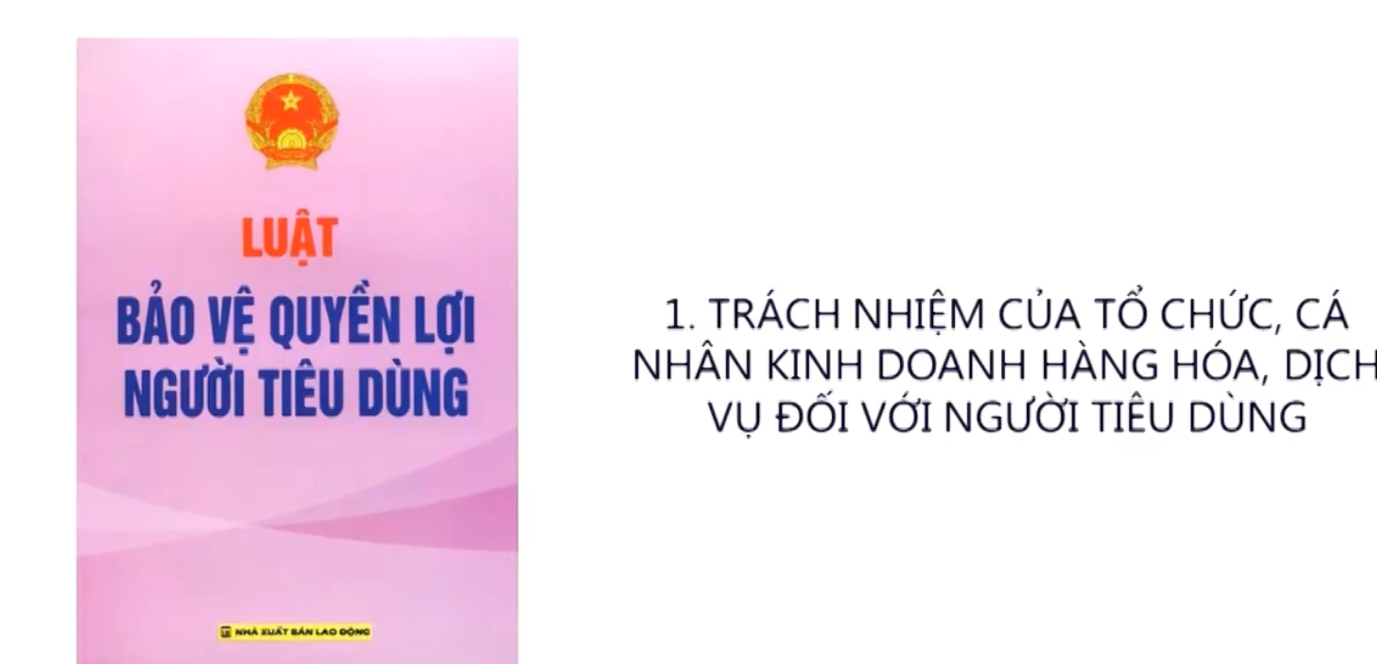 LUẬT
BẢO VỆ QUYỀN LỢI
NGƯỜI TIÊU DÙNG
NHÀ XUẤT BẢN LAO ĐỘNG
1. TRÁCH NHIỆM CỦA TỔ CHỨC, CÁ
NHÂN KINH DOANH HÀNG HÓA, DỊCH
VỤ ĐỐI VỚI NGƯỜI TIÊU DÙNG